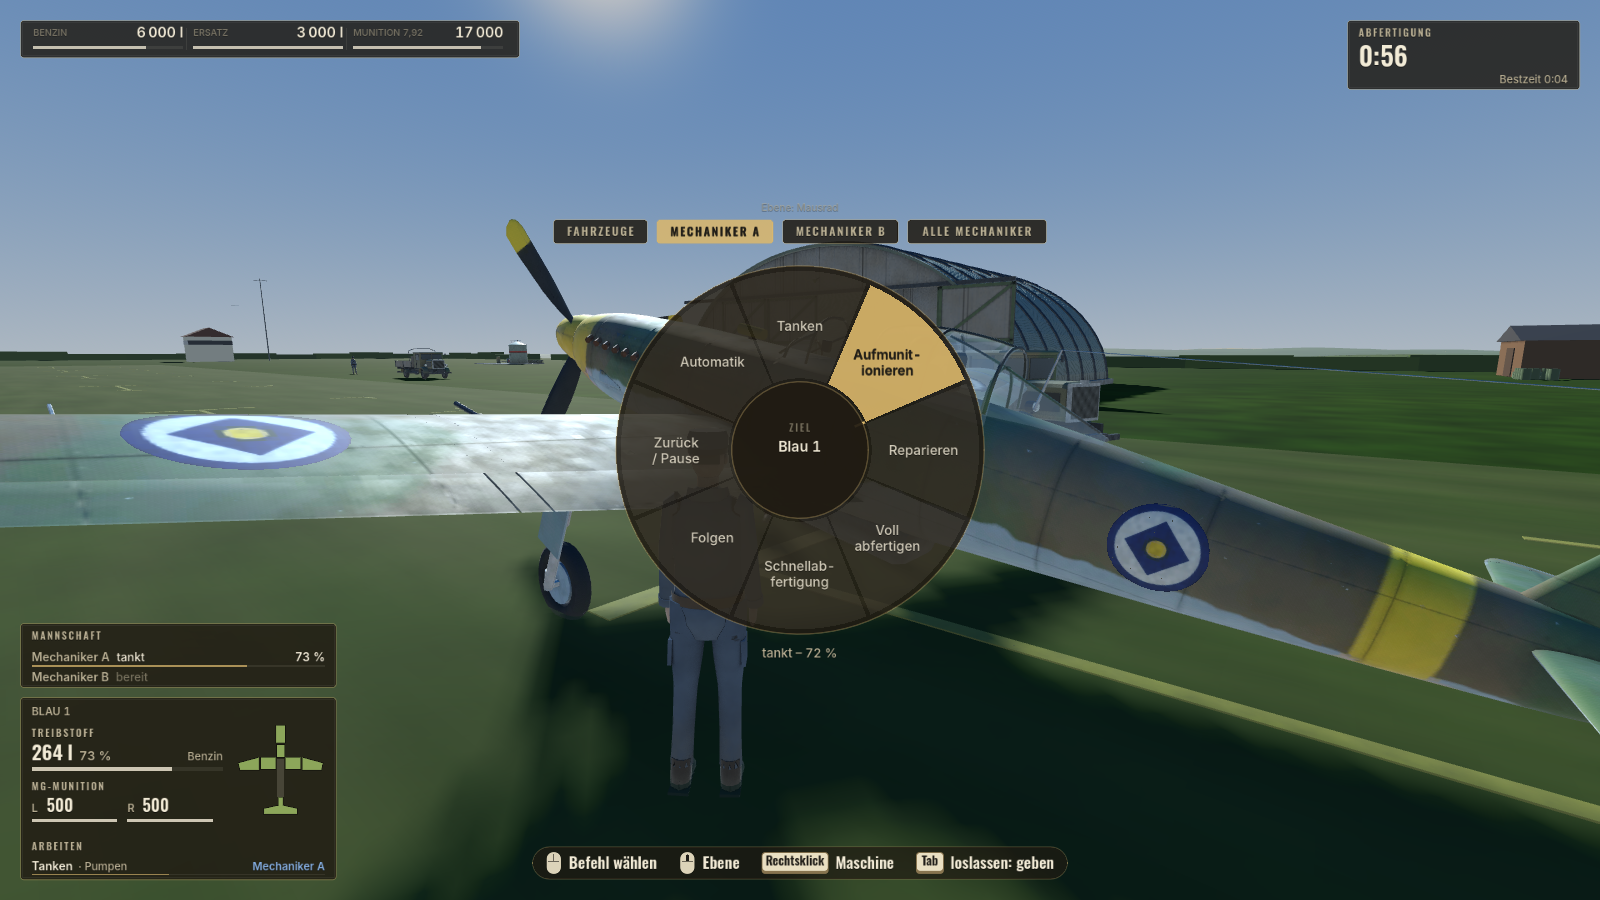 BENZIN 6 000 l ERSATZ 3 000 l MUNITION 7,92 17 000
ABFERTIGUNG
0:56
Bestzeit 0:04
Ebene: Mausrad
FAHRZEUGE MECHANIKER A MECHANIKER B ALLE MECHANIKER
Tanken
Aufmunit-
ionieren
Automatik
Reparieren
Zurück
/ Pause
ZIEL
Blau 1
Folgen
Voll
abfertigen
Schnellab-
fertigung
tankt – 72 %
MANNSCHAFT
Mechaniker A tankt 73 %
Mechaniker B bereit
BLAU 1
TREIBSTOFF
264 l 73 % Benzin
MG-MUNITION
L 500 R 500
ARBEITEN
Tanken · Pumpen Mechaniker A
Befehl wählen Ebene Rechtsklick Maschine Tab loslassen: geben